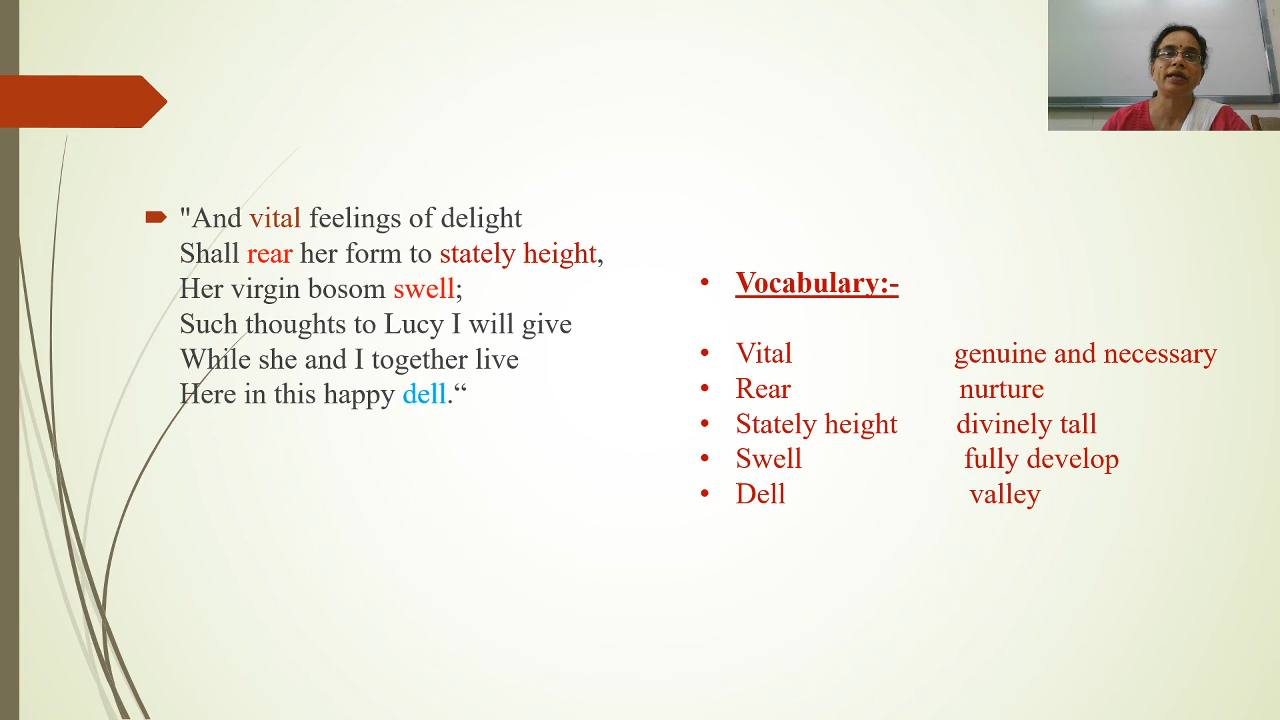 "And vital feelings of delight
Shall rear her form to stately height,
Her virgin bosom swell;
Such thoughts to Lucy I will give
While she and I together live
Here in this happy dell.“
• Vocabulary:-
• Vital genuine and necessary
• Rear nurture
• Stately height divinely tall
• Swell fully develop
• Dell valley